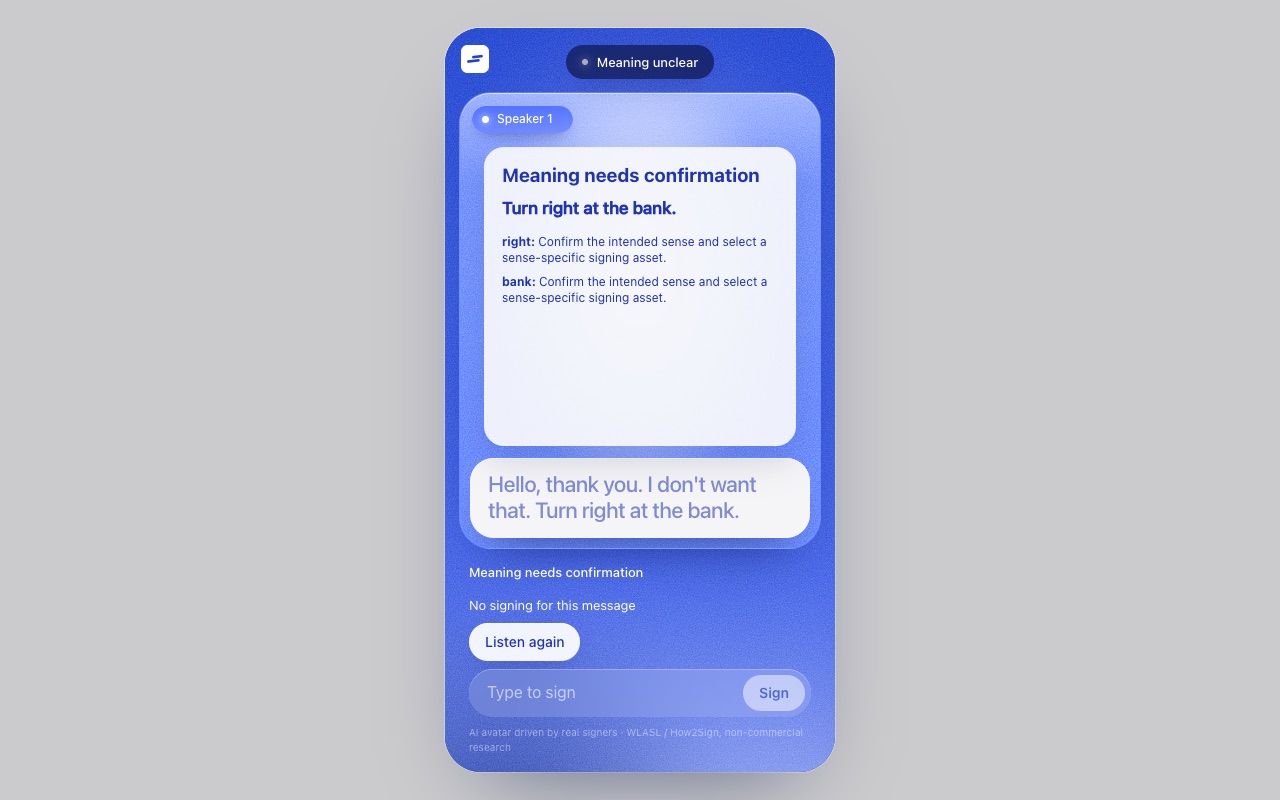 Meaning unclear
Speaker 1
Meaning needs confirmation
Turn right at the bank.
right: Confirm the intended sense and select a
sense-specific signing asset.
bank: Confirm the intended sense and select a
sense-specific signing asset.
Hello, thank you. I don't want
that. Turn right at the bank.
Meaning needs confirmation
No signing for this message
Listen again
Type to sign
Sign
AI avatar driven by real signers · WLASL / How2Sign, non-commercial
research